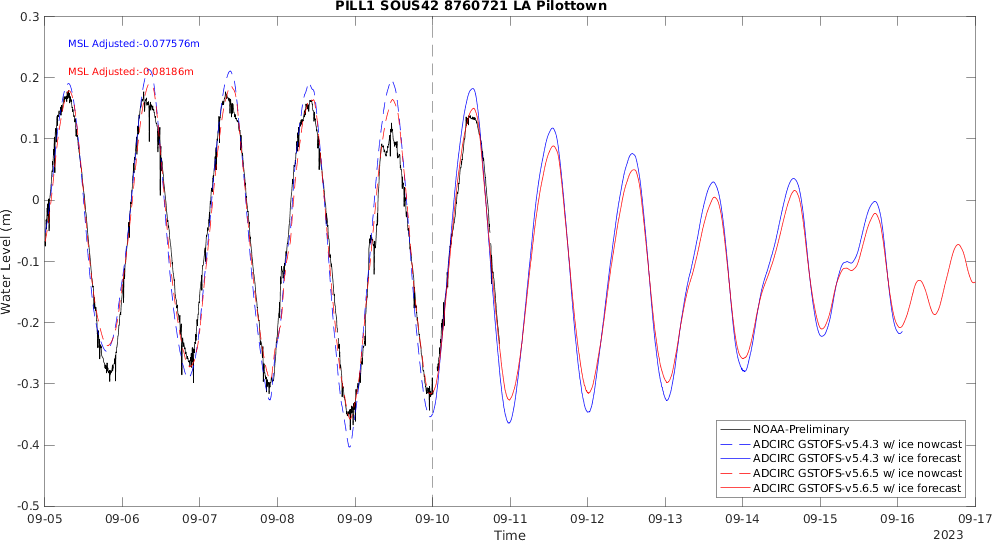 PILL1 SOUS42 8760721 LA Pilottown
MSL Adjusted:-0.077576m
MSL Adjusted:-0.08186m
Water Level (m)
0.3
0.2
0.1
0
-0.1
-0.2
-0.3
-0.4
-0.5
NOAA-Preliminary
ADCIRC GSTOFS-v5.4.3 w/ ice nowcast
ADCIRC GSTOFS-v5.4.3 w/ ice forecast
ADCIRC GSTOFS-v5.6.5 w/ ice nowcast
ADCIRC GSTOFS-v5.6.5 w/ ice forecast
09-05 09-06 09-07 09-08 09-09 09-10 09-11 09-12 09-13 09-14 09-15 09-16 09-17
Time
2023